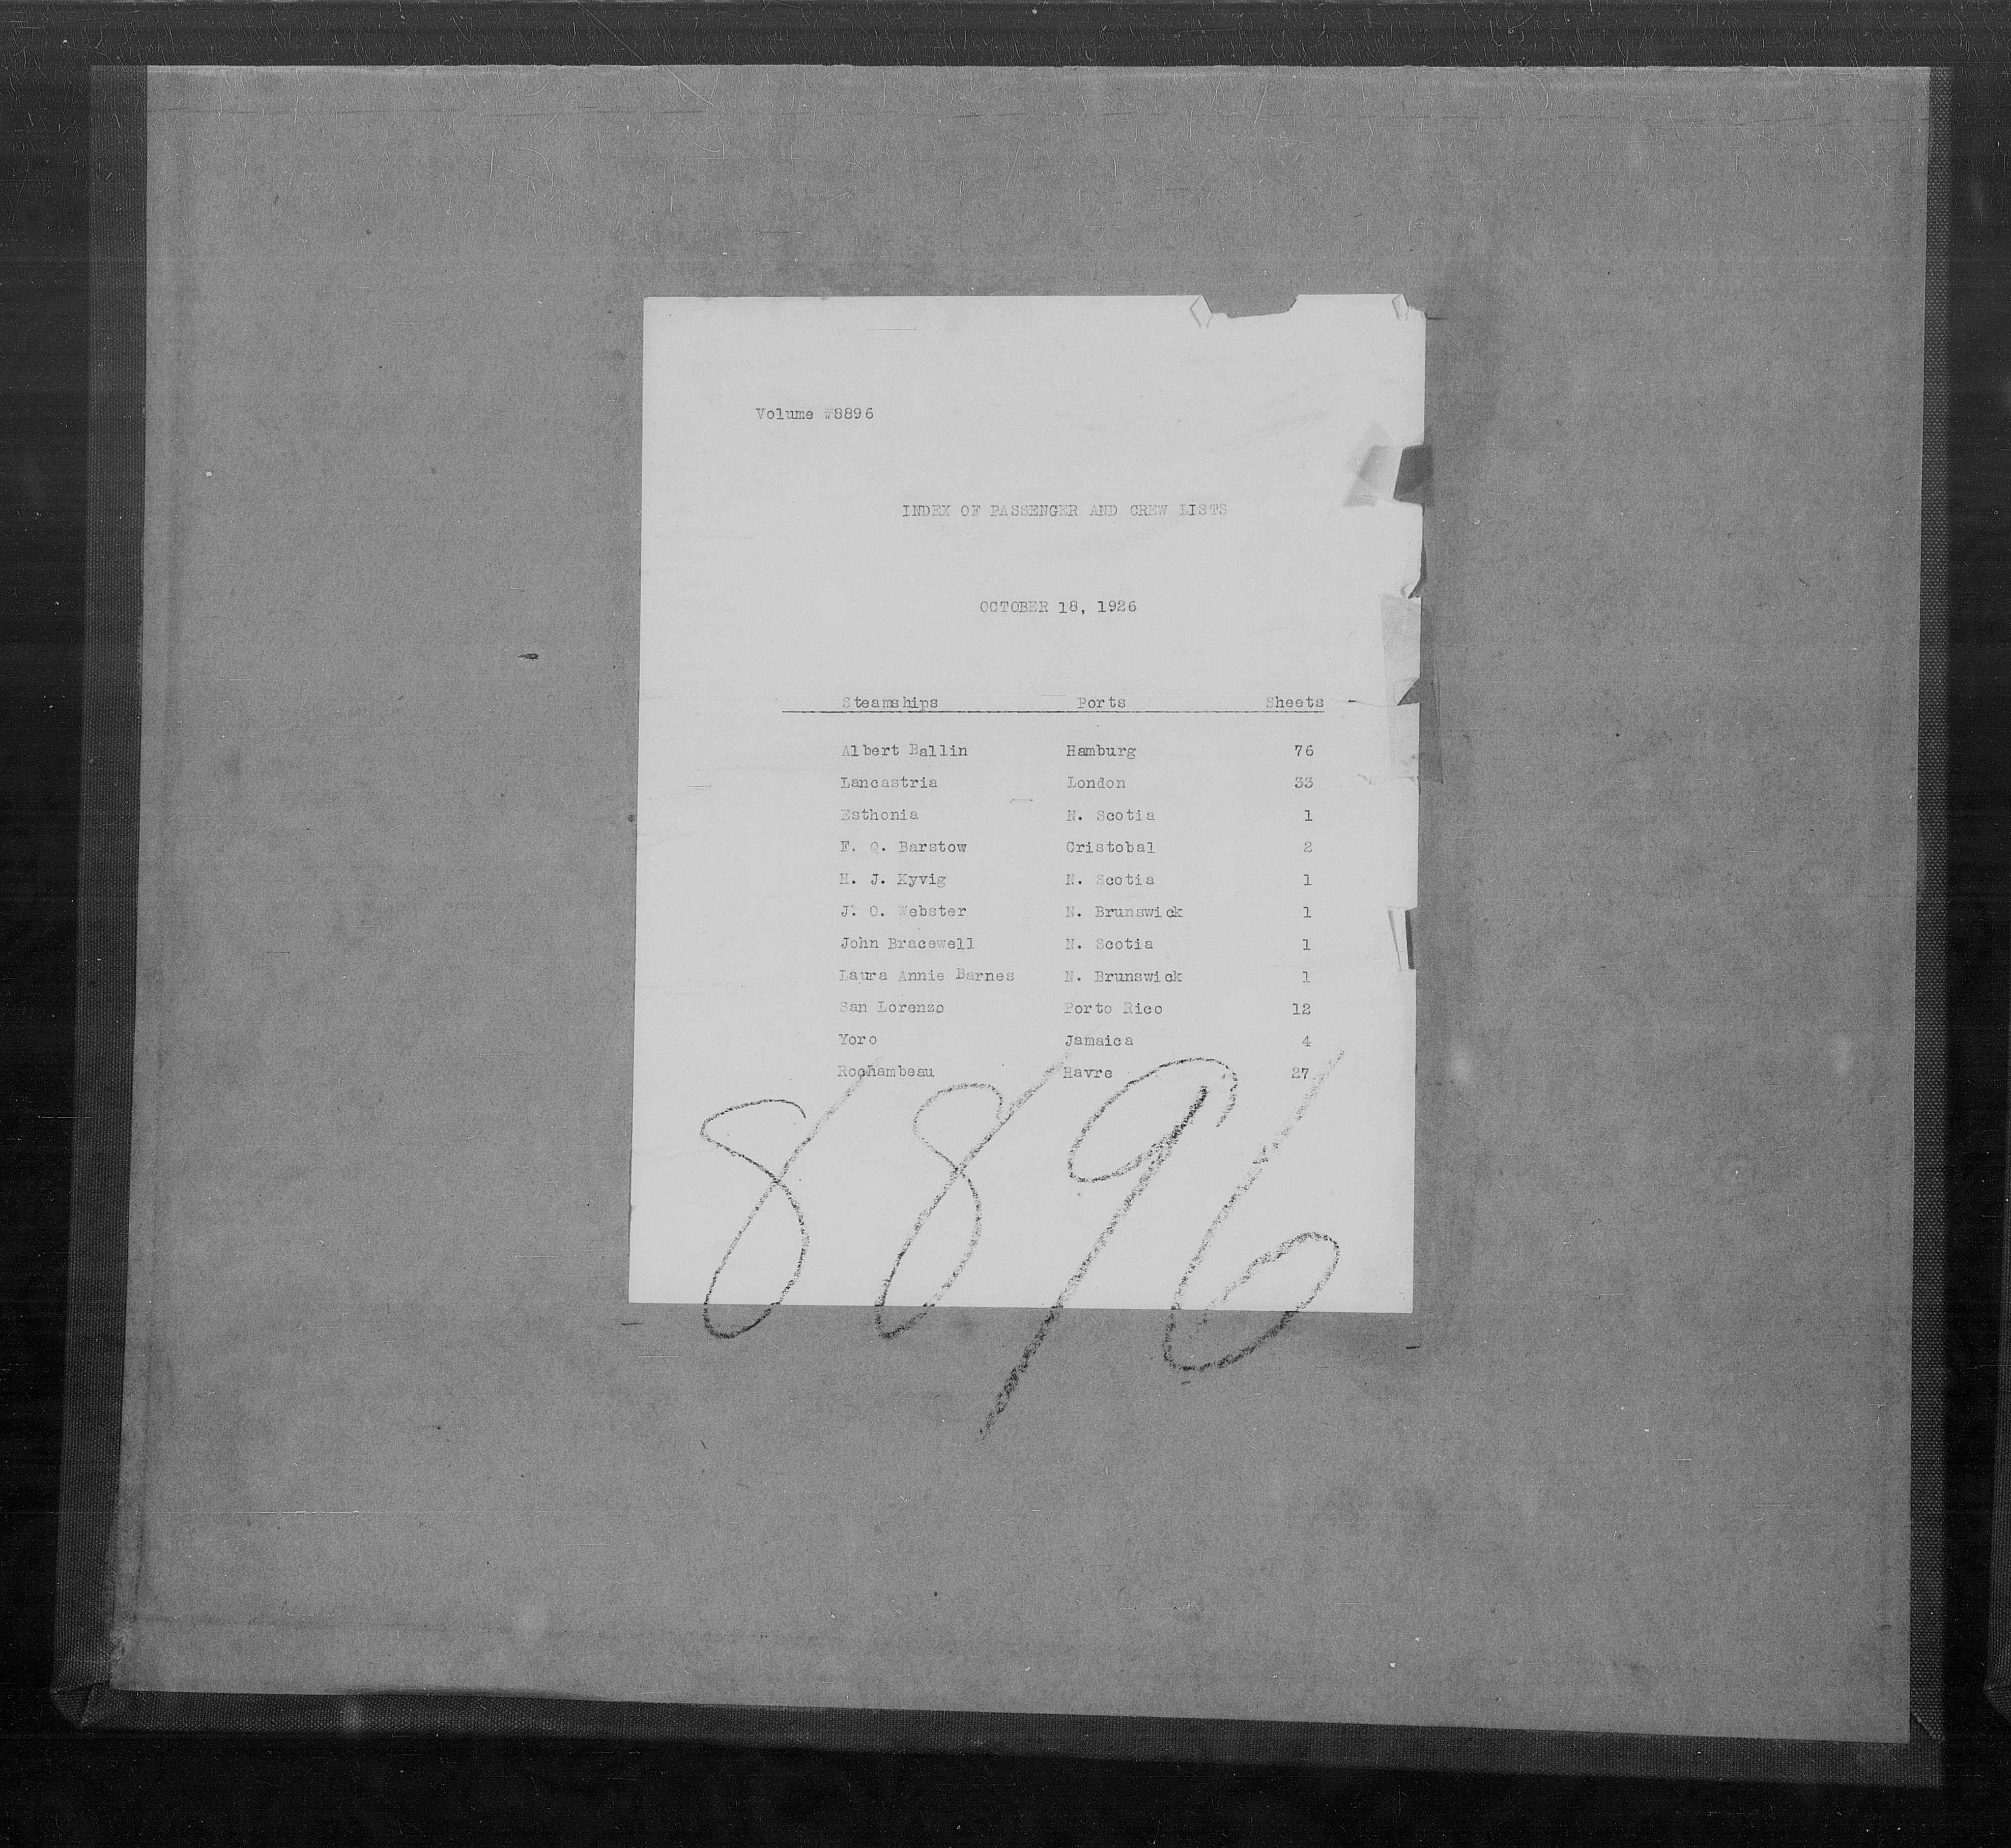 Volume #8896
INDEX OF PASSENGER AND CREW LISTS
OCTOBER 18, 1926
Steamships Ports Sheets
Albert Ballin Hamburg 76
Lancastria London 33
Esthonia N. Scotia 1
F. Q. Barstow Cristobal 2
H. J. Kyvig N. Scotia 1
J. O. Webster N. Brunswick 1
John Bracewell N. Scotia 1
Laura Annie Barnes N. Brunswick 1
San Lorenzo Porto Rico 12
Yoro Jamaica 4
Rochambeau Havre 27
8896